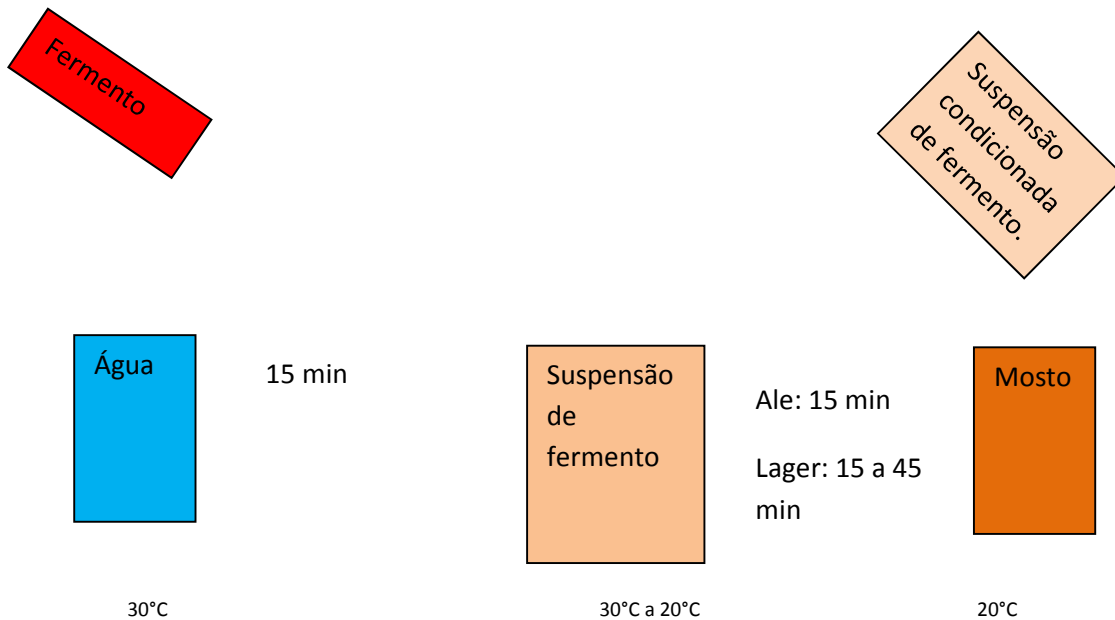 Fermento
Suspensão
condicionada
de fermento.
Água
15 min
Suspensão
de
fermento
Ale: 15 min
Lager: 15 a 45
min
Mosto
30°C
30°C a 20°C
20°C